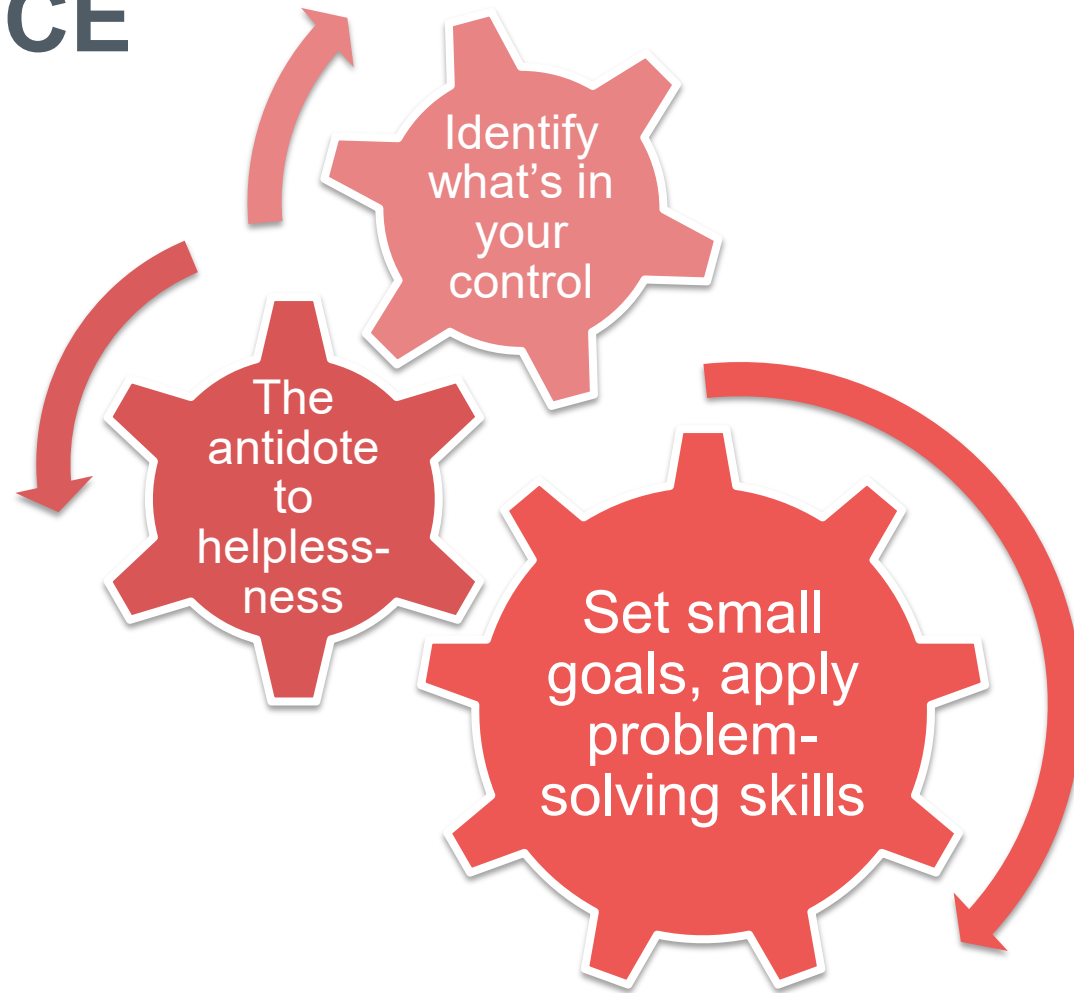 CE
Identify
what's in
your
control
The
antidote
to
helpless-
ness
Set small
goals, apply
problem-
solving skills